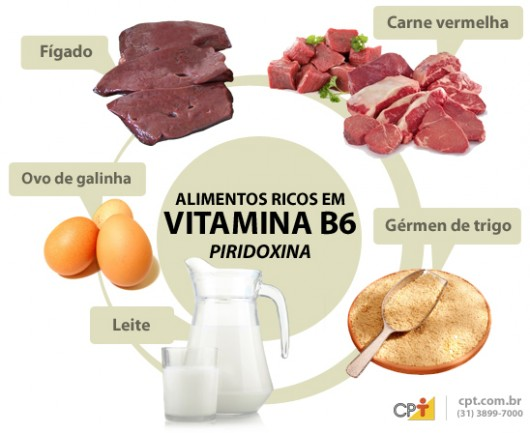 Fígado
Carne vermelha
Ovo de galinha
ALIMENTOS RICOS EM
VITAMINA B6
PIRIDOXINA
Gérmen de trigo
Leite
CPT
cpt.com.br
(31) 3899-7000